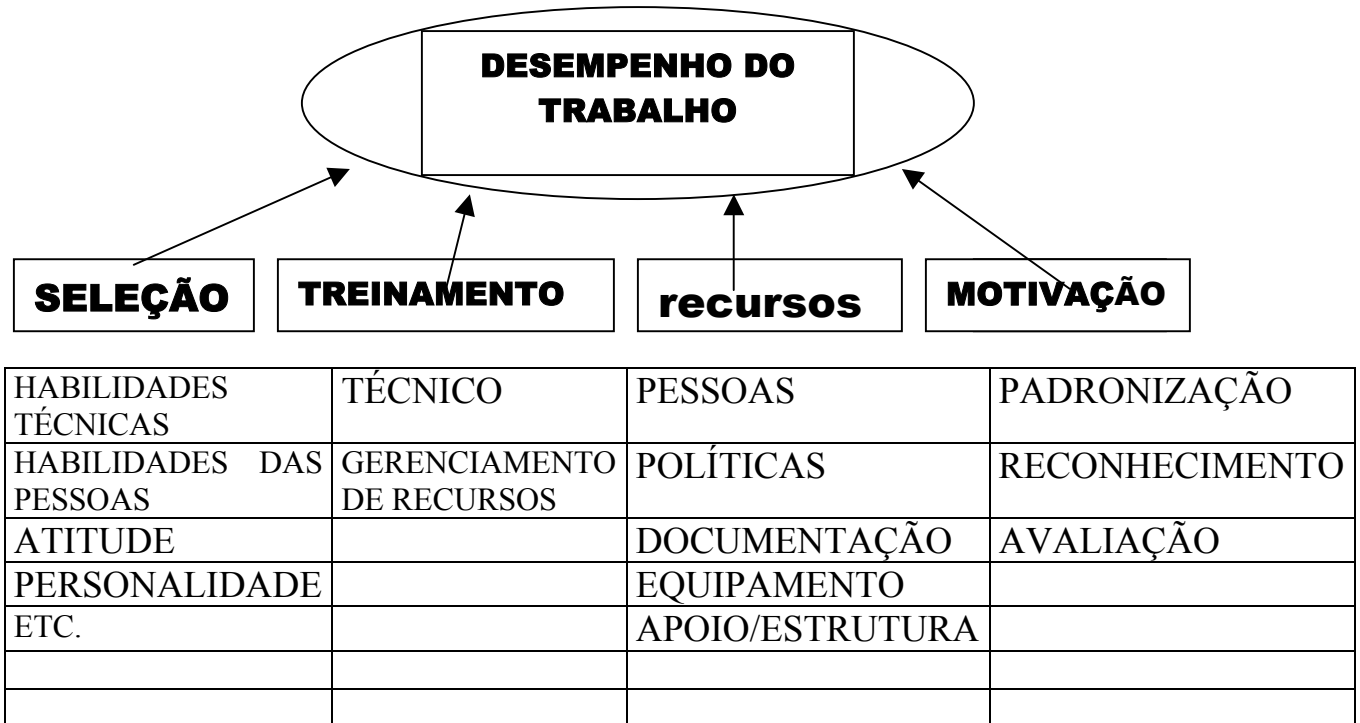 DESEMPENHO DO
TRABALHO
SELEÇÃO
TREINAMENTO
recursos
MOTIVAÇÃO
HABILIDADES
TÉCNICAS
TÉCNICO
PESSOAS
PADRONIZAÇÃO
HABILIDADES DAS
PESSOAS
GERENCIAMENTO
DE RECURSOS
POLÍTICAS
RECONHECIMENTO
ATITUDE
DOCUMENTAÇÃO
AVALIAÇÃO
PERSONALIDADE
EQUIPAMENTO
ETC.
APOIO/ESTRUTURA